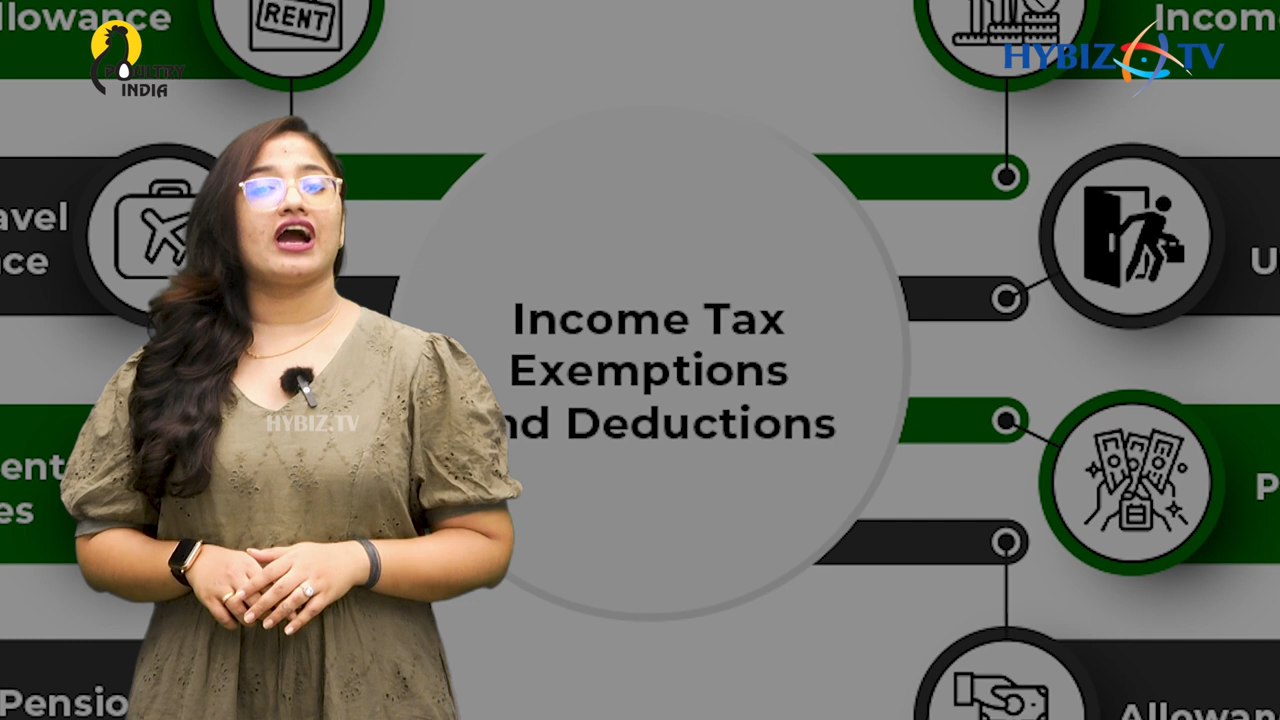 llowance
RENT
Incom
POULTRY
INDIA
HYBIZ TV
avel
ce
U
Income Tax
Exemptions
nd Deductions
HYBIZ.TV
ent
es
P
Pensio
Allowan